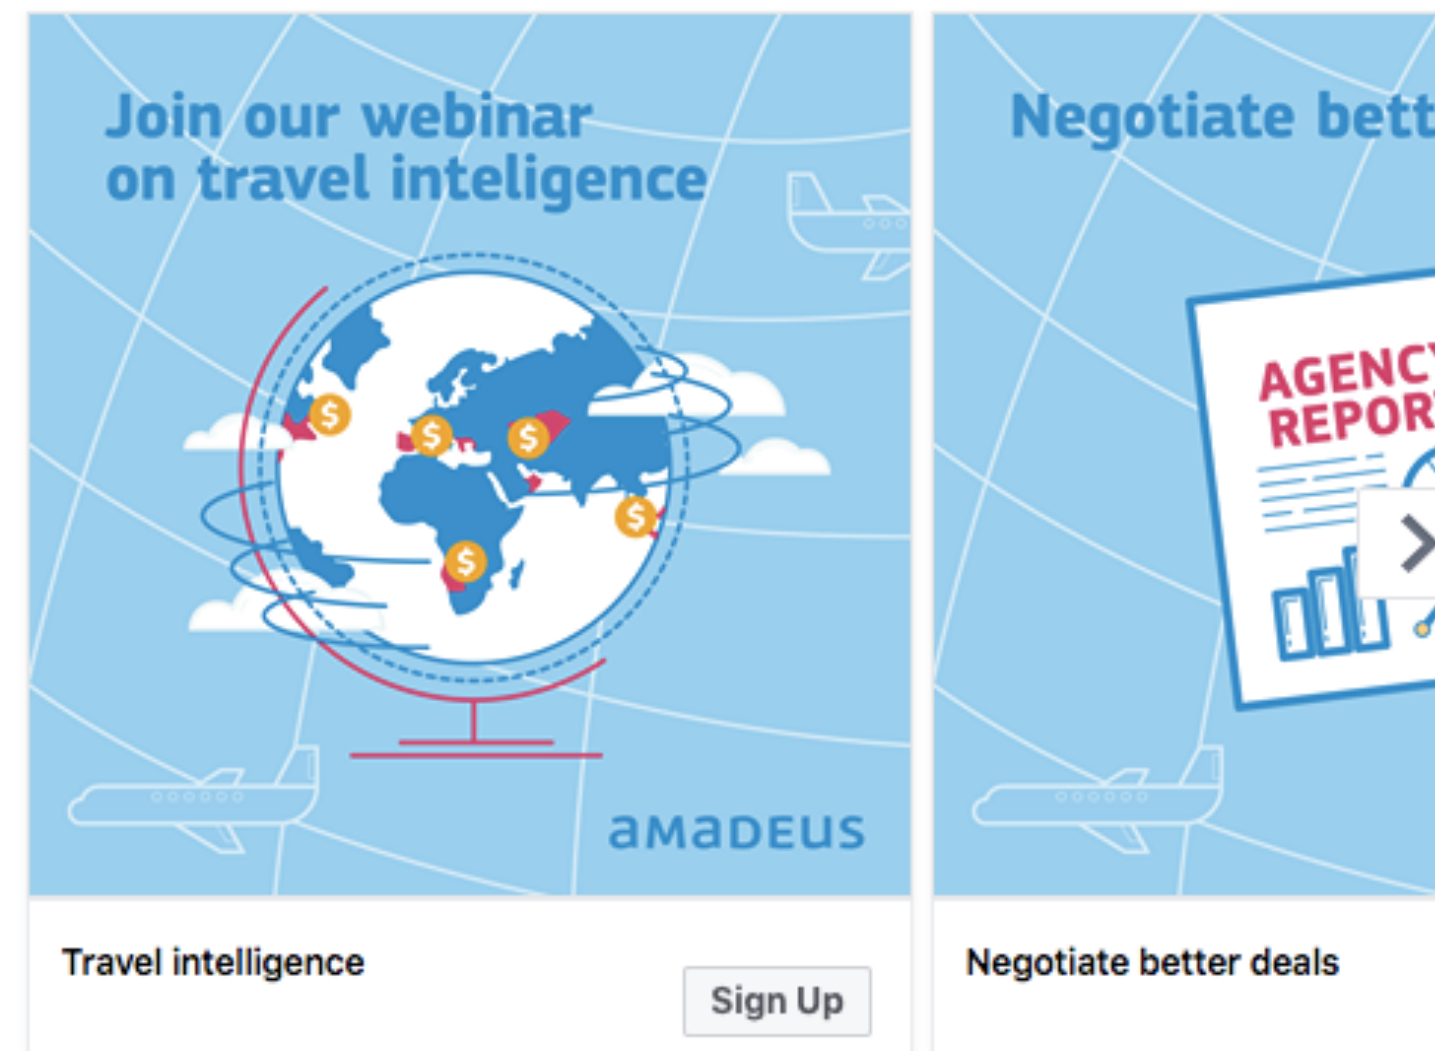 Join our webinar
on travel inteligence
$ $ $ $ $
aMaDEUS
Travel intelligence
Sign Up
Negotiate bett
AGENCY
REPOR
Negotiate better deals